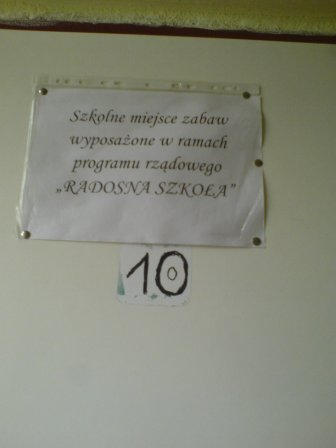 Szkolne miejsce zabaw
wyposażone w ramach
programu rządowego
„RADOSNA SZKOŁA”
10